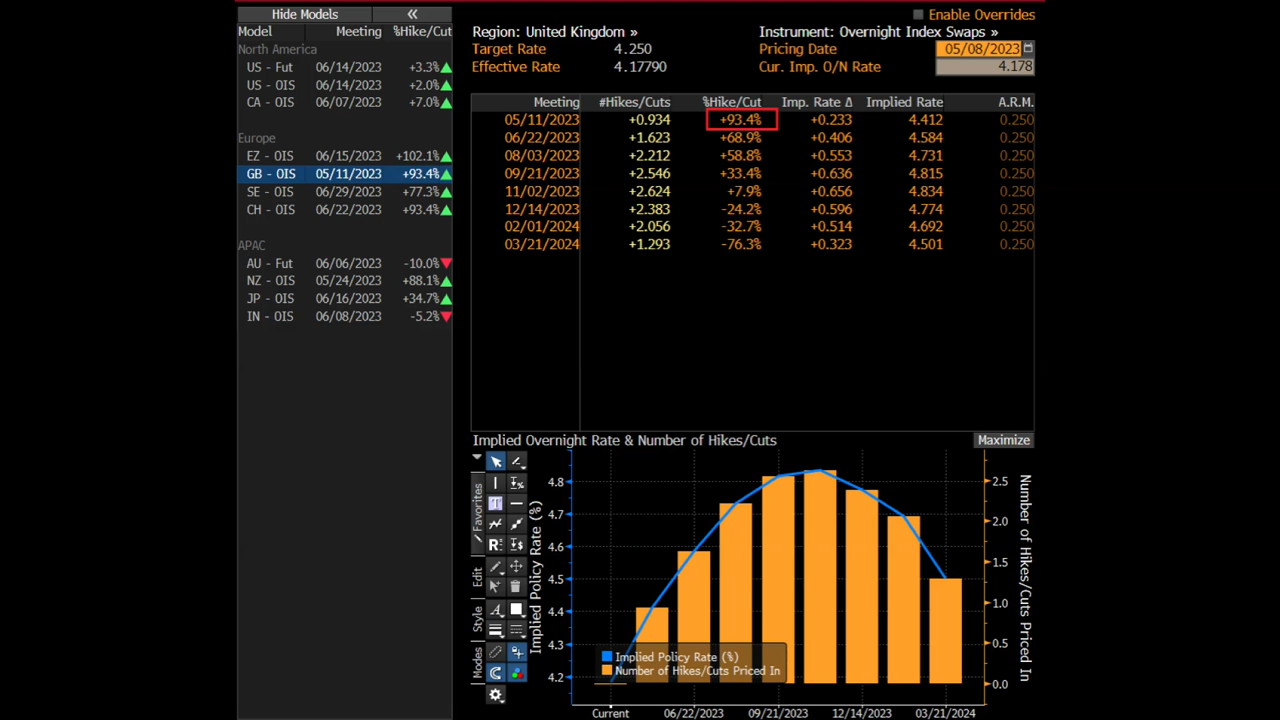 Hide Models «
Model Meeting %Hike/Cut
North America
US - Fut 06/14/2023 +3.3%
US - OIS 06/14/2023 +2.0%
CA - OIS 06/07/2023 +7.0%
Europe
EZ - OIS 06/15/2023 +102.1%
GB - OIS 05/11/2023 +93.4%
SE - OIS 06/29/2023 +77.3%
CH - OIS 06/22/2023 +93.4%
APAC
AU - Fut 06/06/2023 -10.0%
NZ - OIS 05/24/2023 +88.1%
JP - OIS 06/16/2023 +34.7%
IN - OIS 06/08/2023 -5.2%
Enable Overrides
Region: United Kingdom » Instrument: Overnight Index Swaps »
Target Rate 4.250 Pricing Date 05/08/2023
Effective Rate 4.17790 Cur. Imp. O/N Rate 4.178
Meeting #Hikes/Cuts %Hike/Cut Imp. Rate Δ Implied Rate A.R.M.
05/11/2023 +0.934 +93.4% +0.233 4.412 0.250
06/22/2023 +1.623 +68.9% +0.406 4.584 0.250
08/03/2023 +2.212 +58.8% +0.553 4.731 0.250
09/21/2023 +2.546 +33.4% +0.636 4.815 0.250
11/02/2023 +2.624 +7.9% +0.656 4.834 0.250
12/14/2023 +2.383 -24.2% +0.596 4.774 0.250
02/01/2024 +2.056 -32.7% +0.514 4.692 0.250
03/21/2024 +1.293 -76.3% +0.323 4.501 0.250
Implied Overnight Rate & Number of Hikes/Cuts Maximize
Favorites
Edit
Style
Modes
Implied Policy Rate (%)
4.8
4.7
4.6
4.5
4.4
4.3
4.2
Implied Policy Rate (%)
Number of Hikes/Cuts Priced In
2.5
2.0
1.5
1.0
0.5
0.0
Number of Hikes/Cuts Priced In
Current 06/22/2023 09/21/2023 12/14/2023 03/21/2024